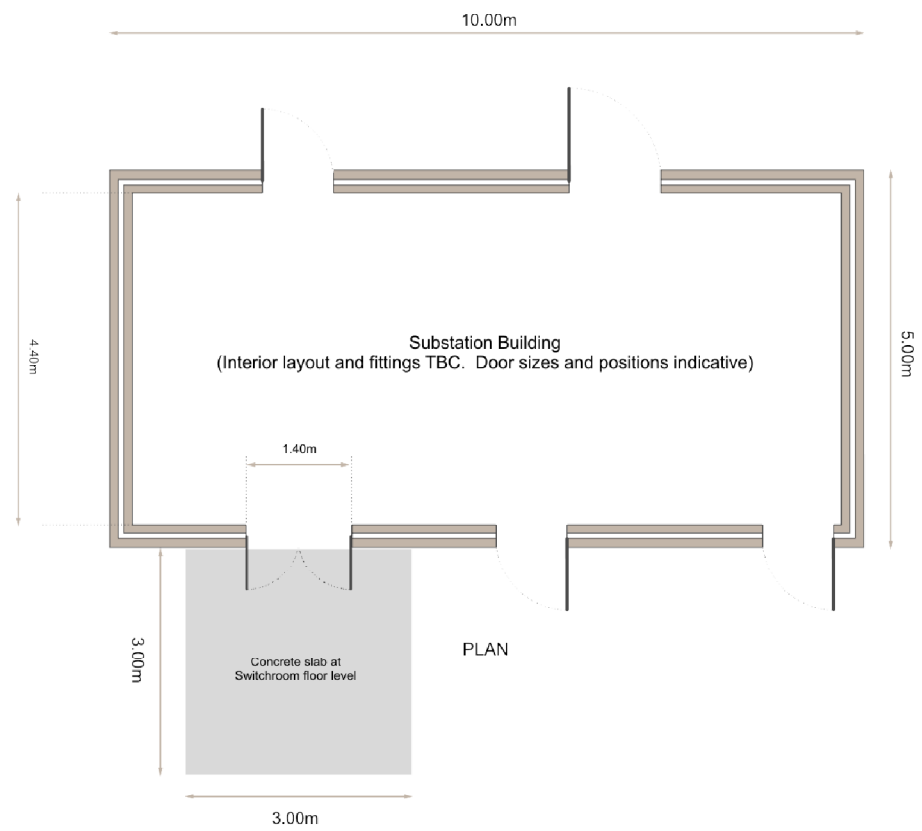 10.00m
4.40m
5.00m
Substation Building
(Interior layout and fittings TBC.  Door sizes and positions indicative)
1.40m
3.00m
PLAN
Concrete slab at
Switchroom floor level
3.00m